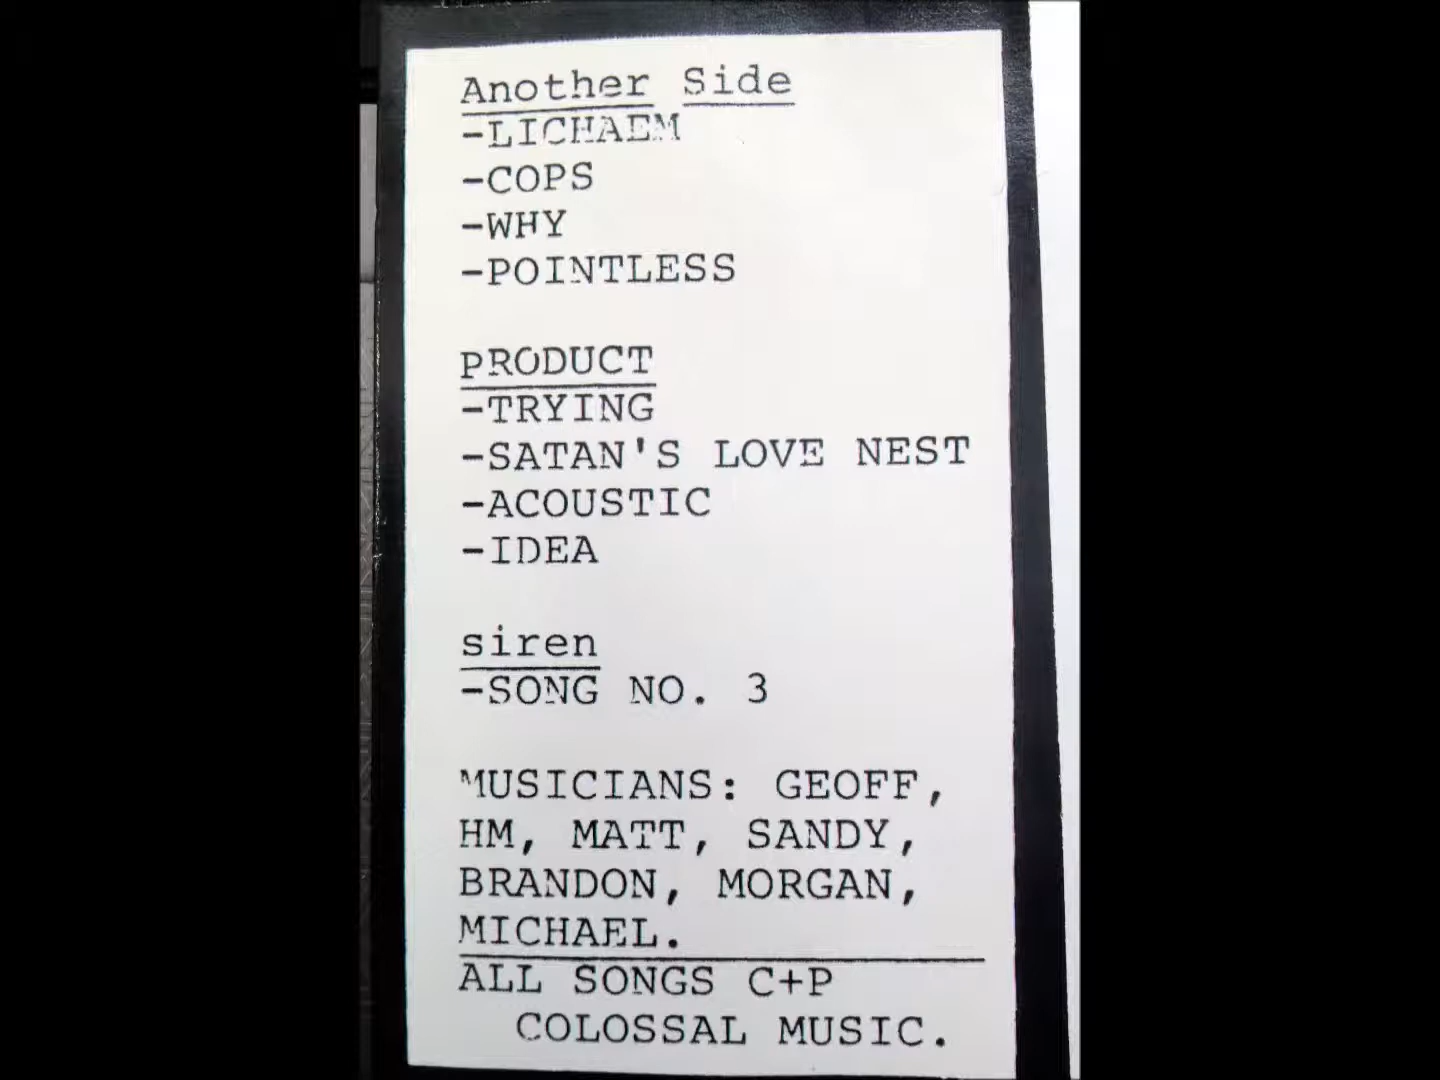 Another Side
-LICHAEM
-COPS
-WHY
-POINTLESS
PRODUCT
-TRYING
-SATAN'S LOVE NEST
-ACOUSTIC
-IDEA
siren
-SONG NO. 3
MUSICIANS: GEOFF,
HM, MATT, SANDY,
BRANDON, MORGAN,
MICHAEL.
ALL SONGS C+P
COLOSSAL MUSIC.